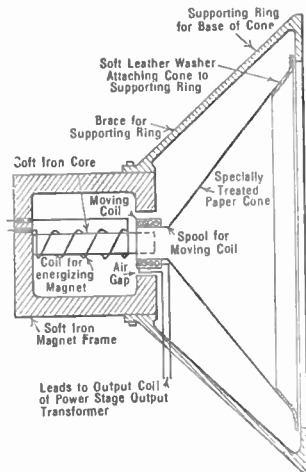 Supporting Ring
for Base of Cone
Soft Leather Washer
Attaching Cone to
Supporting Ring
Brace for
Supporting Ring
Soft Iron Core
Moving
Coil
Specially
Treated
Paper Cone
Spool for
Moving Coil
Coil for
energizing
Magnet
Air
Gap
Soft Iron
Magnet Frame
Leads to Output Coil
of Power Stage Output
Transformer